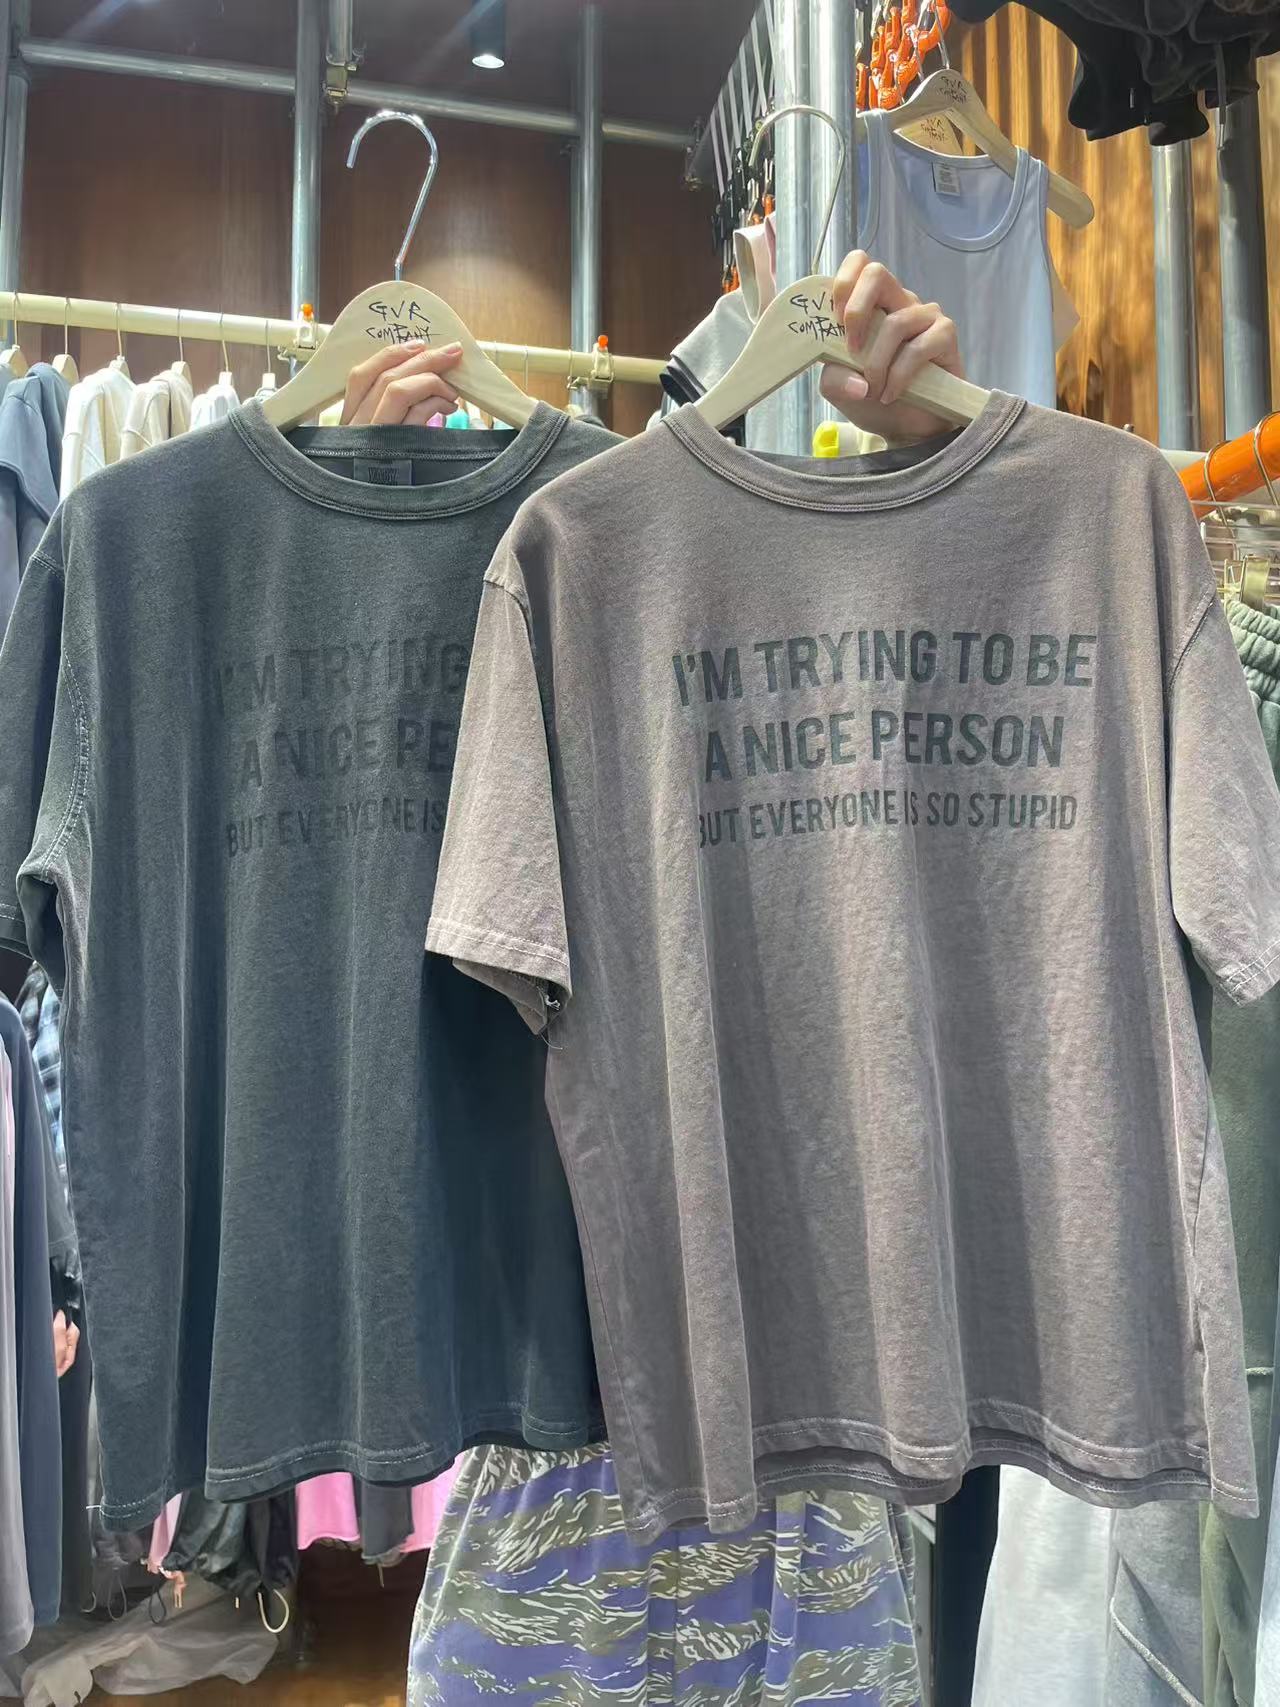 GVR
COMPANY
GVR
COMPANY
I'M TRYING
A NICE PE
BUT EVERYONE IS
I'M TRYING TO BE
A NICE PERSON
BUT EVERYONE IS SO STUPID